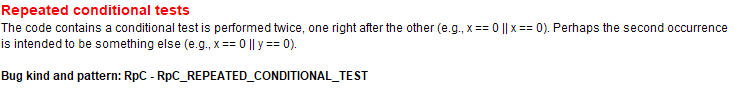 Repeated conditional tests
The code contains a conditional test is performed twice, one right after the other (e.g., x == 0 || x == 0). Perhaps the second occurrence
is intended to be something else (e.g., x == 0 || y == 0).
Bug kind and pattern: RpC - RpC_REPEATED_CONDITIONAL_TEST